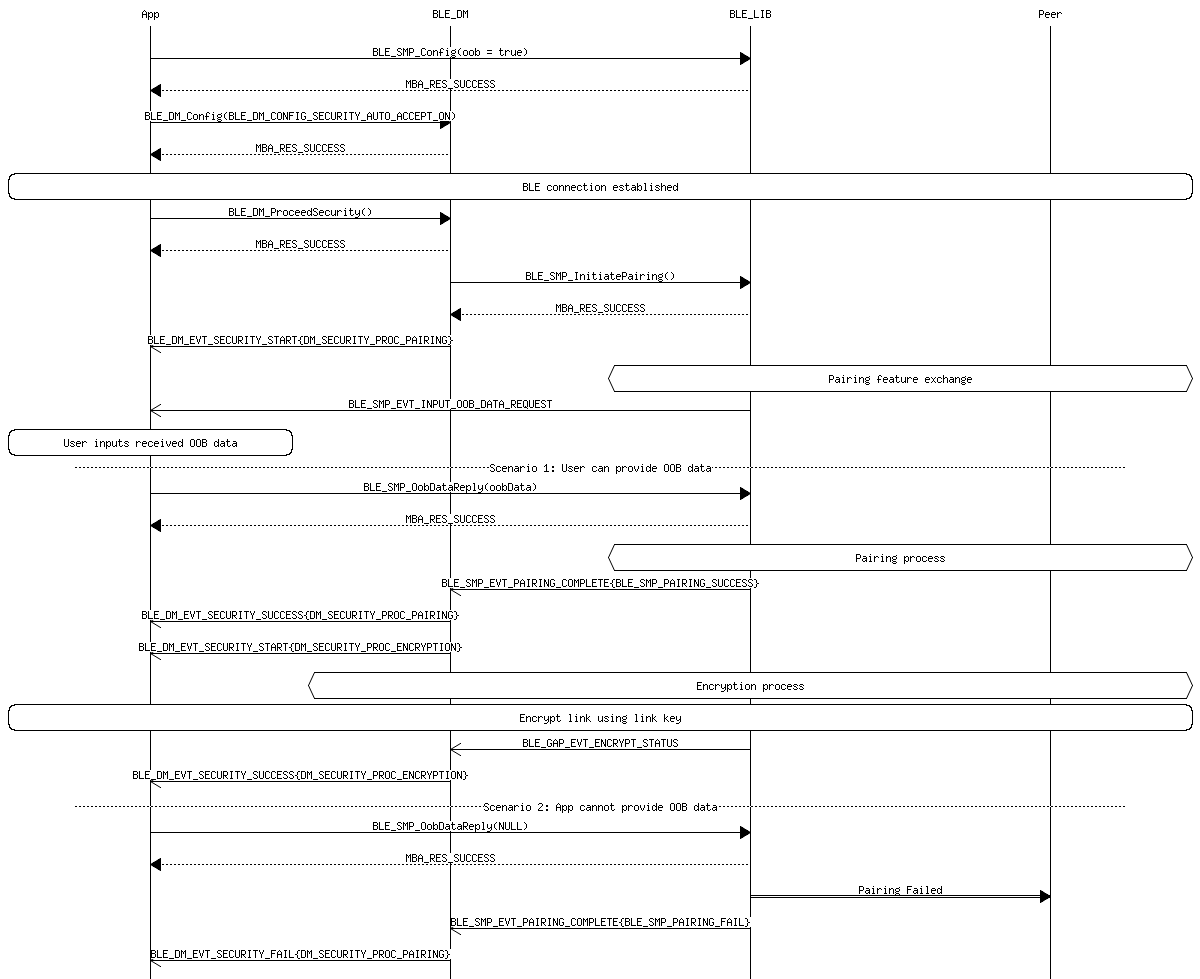 App
BLE_DM
BLE_LIB
Peer
BLE_SMP_Config(oob = true)
MBA_RES_SUCCESS
BLE_DM_Config(BLE_DM_CONFIG_SECURITY_AUTO_ACCEPT_ON)
MBA_RES_SUCCESS
BLE connection established
BLE_DM_ProceedSecurity()
MBA_RES_SUCCESS
BLE_SMP_InitiatePairing()
MBA_RES_SUCCESS
BLE_DM_EVT_SECURITY_START{DM_SECURITY_PROC_PAIRING}
Pairing feature exchange
BLE_SMP_EVT_INPUT_OOB_DATA_REQUEST
User inputs received OOB data
Scenario 1: User can provide OOB data
BLE_SMP_OobDataReply(oobData)
MBA_RES_SUCCESS
Pairing process
BLE_SMP_EVT_PAIRING_COMPLETE{BLE_SMP_PAIRING_SUCCESS}
BLE_DM_EVT_SECURITY_SUCCESS{DM_SECURITY_PROC_PAIRING}
BLE_DM_EVT_SECURITY_START{DM_SECURITY_PROC_ENCRYPTION}
Encryption process
Encrypt link using link key
BLE_GAP_EVT_ENCRYPT_STATUS
BLE_DM_EVT_SECURITY_SUCCESS{DM_SECURITY_PROC_ENCRYPTION}
Scenario 2: App cannot provide OOB data
BLE_SMP_OobDataReply(NULL)
MBA_RES_SUCCESS
Pairing Failed
BLE_SMP_EVT_PAIRING_COMPLETE{BLE_SMP_PAIRING_FAIL}
BLE_DM_EVT_SECURITY_FAIL{DM_SECURITY_PROC_PAIRING}